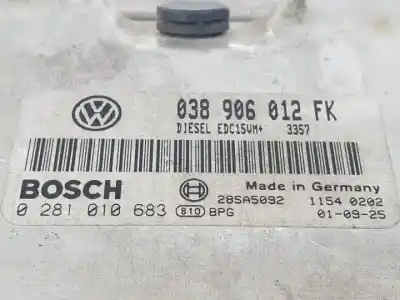 038 906 012 FK
DIESEL EDC15VM+ 3357
BOSCH
Made in Germany
28SA5092 1154 0202
0 281 010 683 810 BPG 01-09-25